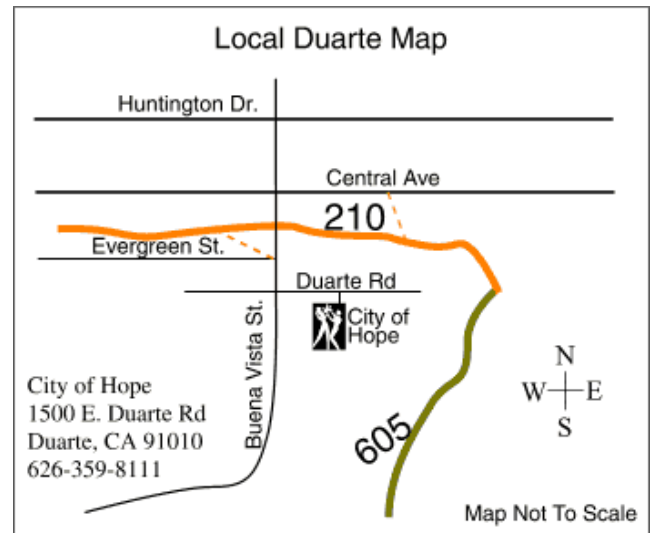 Local Duarte Map
Huntington Dr.
Central Ave
210
Evergreen St.
Duarte Rd
City of
Hope
Buena Vista St.
City of Hope
1500 E. Duarte Rd
Duarte, CA 91010
626-359-8111
605
N
W E
S
Map Not To Scale